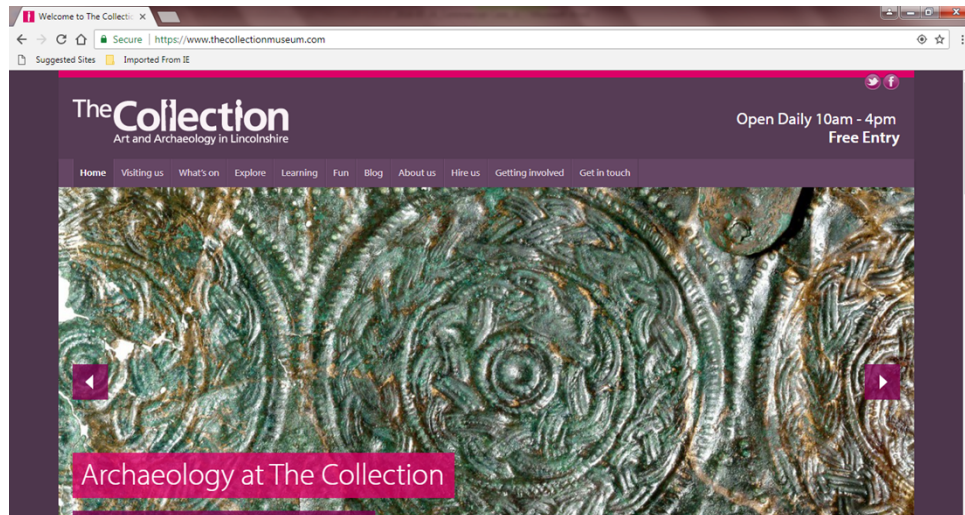 Welcome to The Collectio
Secure | https://www.thecollectionmuseum.com
Suggested Sites Imported From IE
The Collection
Art and Archaeology in Lincolnshire
Open Daily 10am - 4pm
Free Entry
Home Visiting us What's on Explore Learning Fun Blog About us Hire us Getting involved Get in touch
Archaeology at The Collection